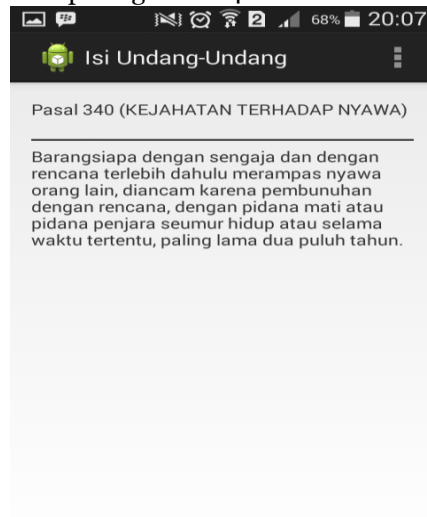 2 68% 20:07
Isi Undang-Undang
Pasal 340 (KEJAHATAN TERHADAP NYAWA)
Barangsiapa dengan sengaja dan dengan
rencana terlebih dahulu merampas nyawa
orang lain, diancam karena pembunuhan
dengan rencana, dengan pidana mati atau
pidana penjara seumur hidup atau selama
waktu tertentu, paling lama dua puluh tahun.